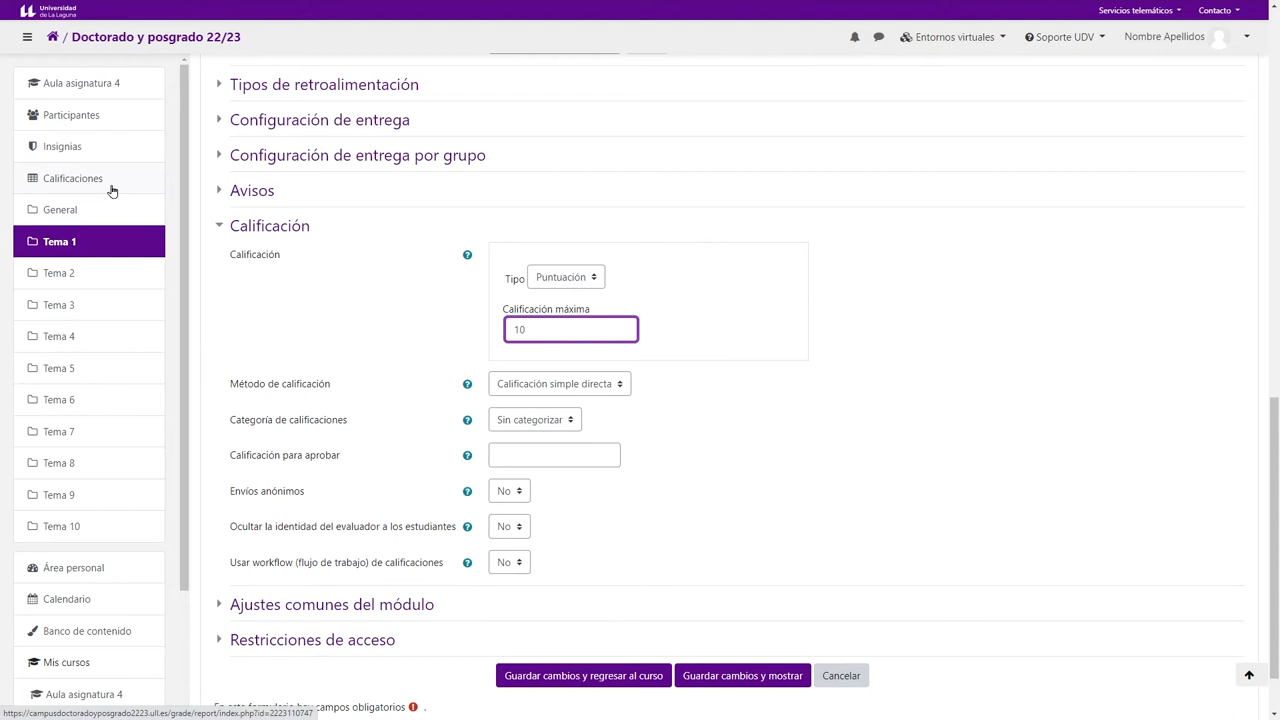 Universidad
de La Laguna
Servicios telemáticos
Contacto
/ Doctorado y posgrado 22/23
Entornos virtuales
Soporte UDV
Nombre Apellidos
Aula asignatura 4
Participantes
Insignias
Calificaciones
General
Tema 1
Tema 2
Tema 3
Tema 4
Tema 5
Tema 6
Tema 7
Tema 8
Tema 9
Tema 10
Área personal
Calendario
Banco de contenido
Mis cursos
Aula asignatura 4
Tipos de retroalimentación
Configuración de entrega
Configuración de entrega por grupo
Avisos
Calificación
Calificación
Tipo Puntuación
Calificación máxima
10
Método de calificación
Calificación simple directa
Categoría de calificaciones
Sin categorizar
Calificación para aprobar
Envíos anónimos
No
Ocultar la identidad del evaluador a los estudiantes
No
Usar workflow (flujo de trabajo) de calificaciones
No
Ajustes comunes del módulo
Restricciones de acceso
Guardar cambios y regresar al curso
Guardar cambios y mostrar
Cancelar
En este formulario hay campos obligatorios .
https://campusdoctoradoyposgrado2223.ull.es/grade/report/index.php?id=2223110747